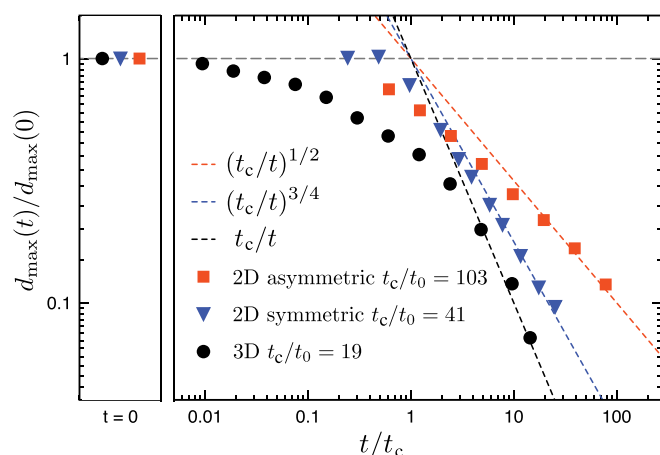 d_max(t)/d_max(0)
1
0.1
(t_c/t)^{1/2}
(t_c/t)^{3/4}
t_c/t
2D asymmetric t_c/t_0 = 103
2D symmetric t_c/t_0 = 41
3D t_c/t_0 = 19
t = 0
0.01 0.1 1 10 100
t/t_c